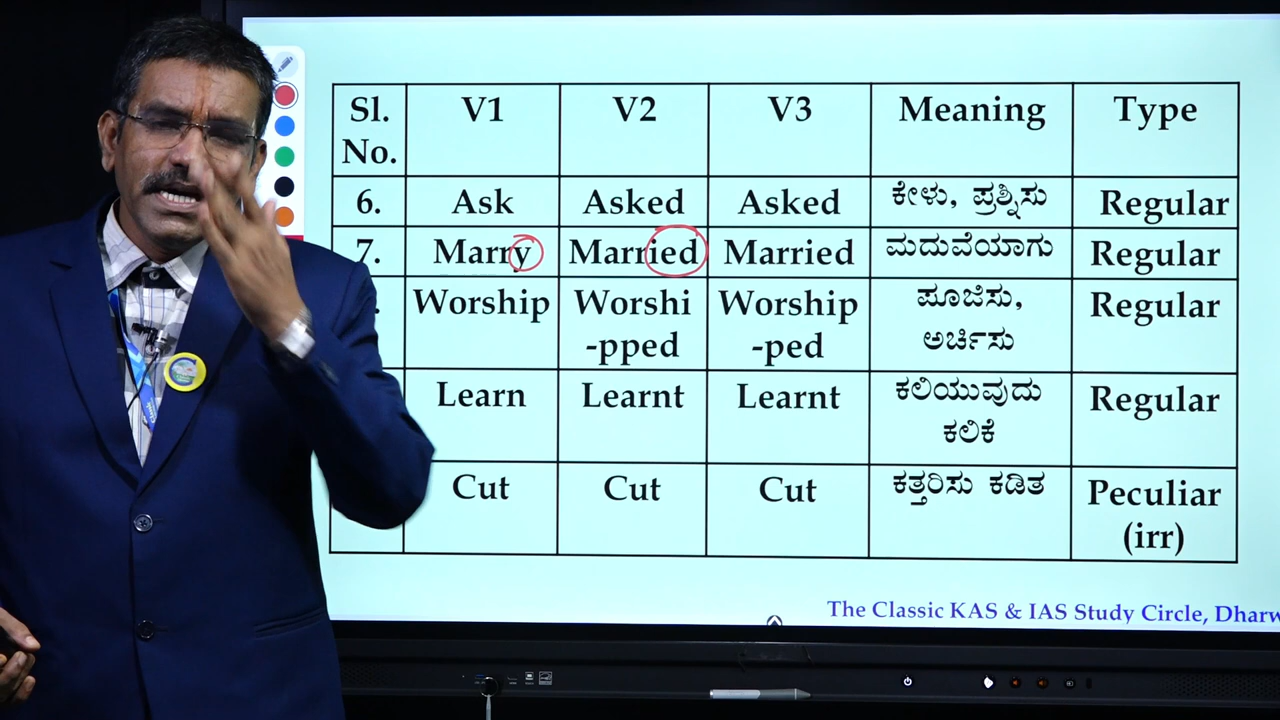 Sl. No. V1 V2 V3 Meaning Type
6. Ask Asked Asked ಕೇಳು, ಪ್ರಶ್ನಿಸು Regular
7. Marry Married Married ಮದುವೆಯಾಗು Regular
Worship Worshi -pped Worship -ped ಪೂಜಿಸು, ಅರ್ಚಿಸು Regular
Learn Learnt Learnt ಕಲಿಯುವುದು ಕಲಿಕೆ Regular
Cut Cut Cut ಕತ್ತರಿಸು ಕಡಿತ Peculiar (irr)
The Classic KAS & IAS Study Circle, Dharw